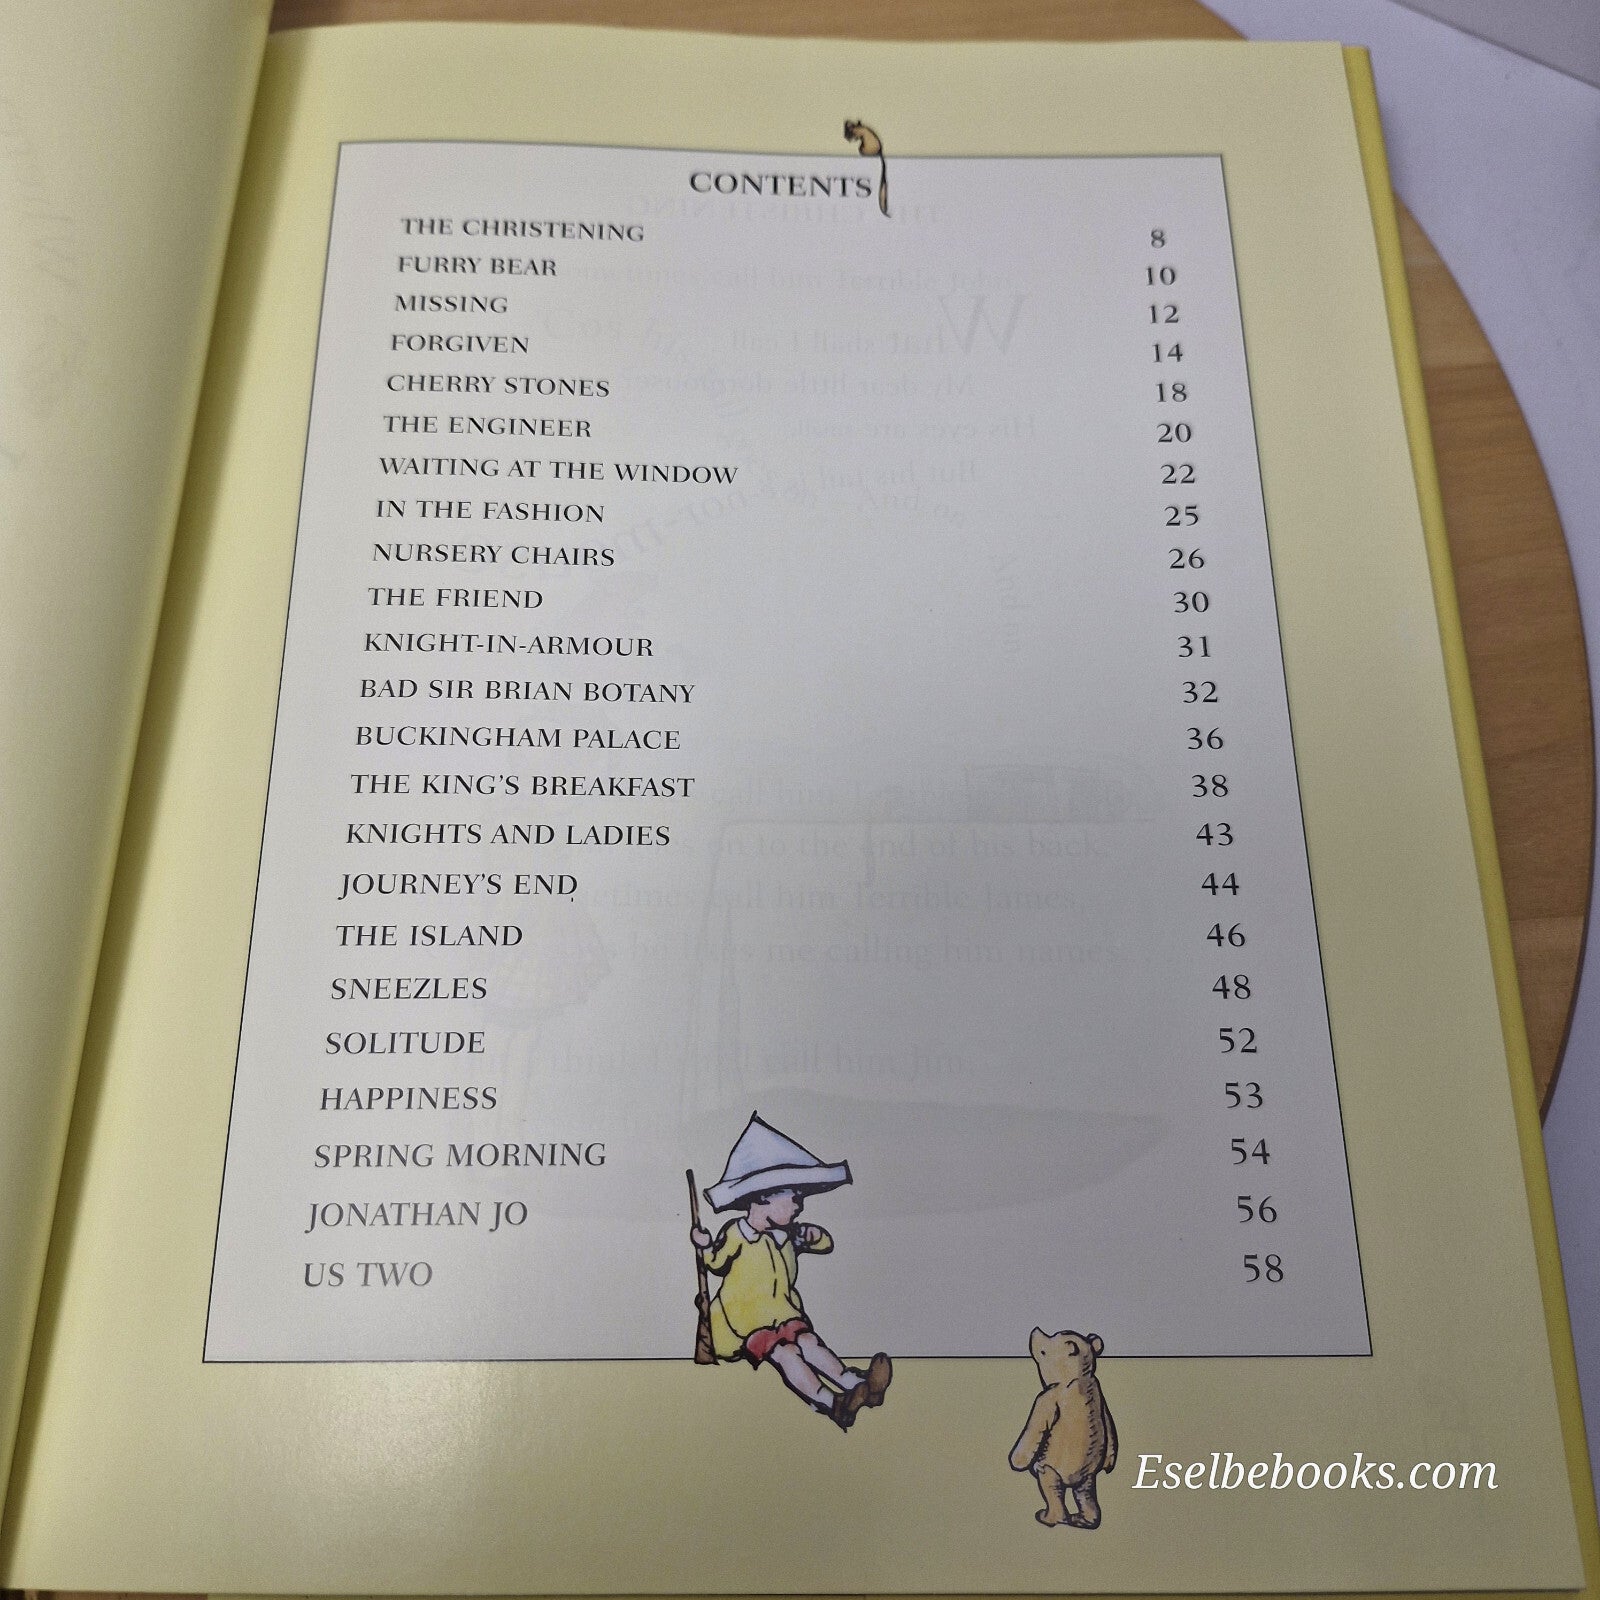 CONTENTS
THE CHRISTENING 8
FURRY BEAR 10
MISSING 12
FORGIVEN 14
CHERRY STONES 18
THE ENGINEER 20
WAITING AT THE WINDOW 22
IN THE FASHION 25
NURSERY CHAIRS 26
THE FRIEND 30
KNIGHT-IN-ARMOUR 31
BAD SIR BRIAN BOTANY 32
BUCKINGHAM PALACE 36
THE KING'S BREAKFAST 38
KNIGHTS AND LADIES 43
JOURNEY'S END 44
THE ISLAND 46
SNEEZLES 48
SOLITUDE 52
HAPPINESS 53
SPRING MORNING 54
JONATHAN JO 56
US TWO 58
Eselbebooks.com